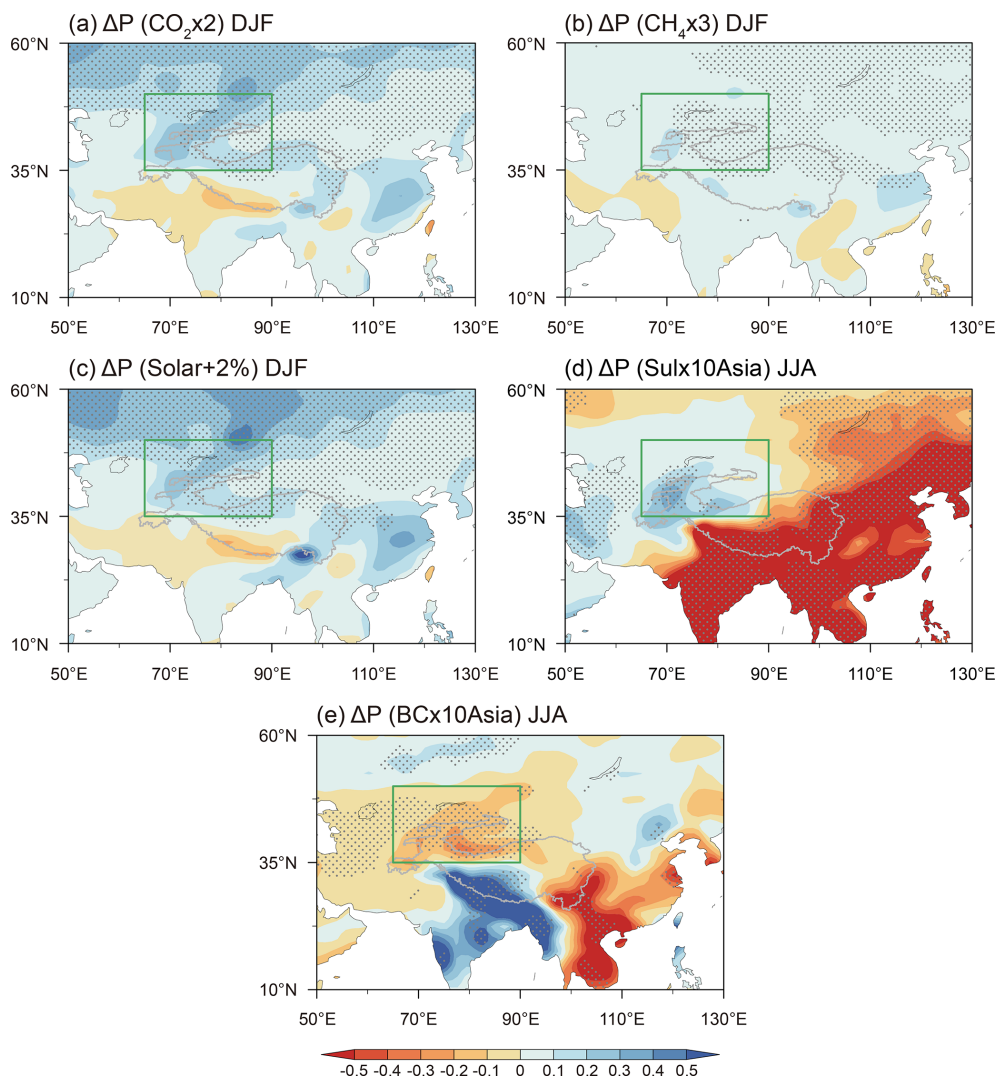 (a) ΔP (CO₂x2) DJF
(b) ΔP (CH₄x3) DJF
60°N
60°N
35°N
35°N
10°N
10°N
50°E 70°E 90°E 110°E 130°E
50°E 70°E 90°E 110°E 130°E
(c) ΔP (Solar+2%) DJF
(d) ΔP (Sulx10Asia) JJA
60°N
60°N
35°N
35°N
10°N
10°N
50°E 70°E 90°E 110°E 130°E
50°E 70°E 90°E 110°E 130°E
(e) ΔP (BCx10Asia) JJA
60°N
35°N
10°N
50°E 70°E 90°E 110°E 130°E
-0.5 -0.4 -0.3 -0.2 -0.1 0 0.1 0.2 0.3 0.4 0.5